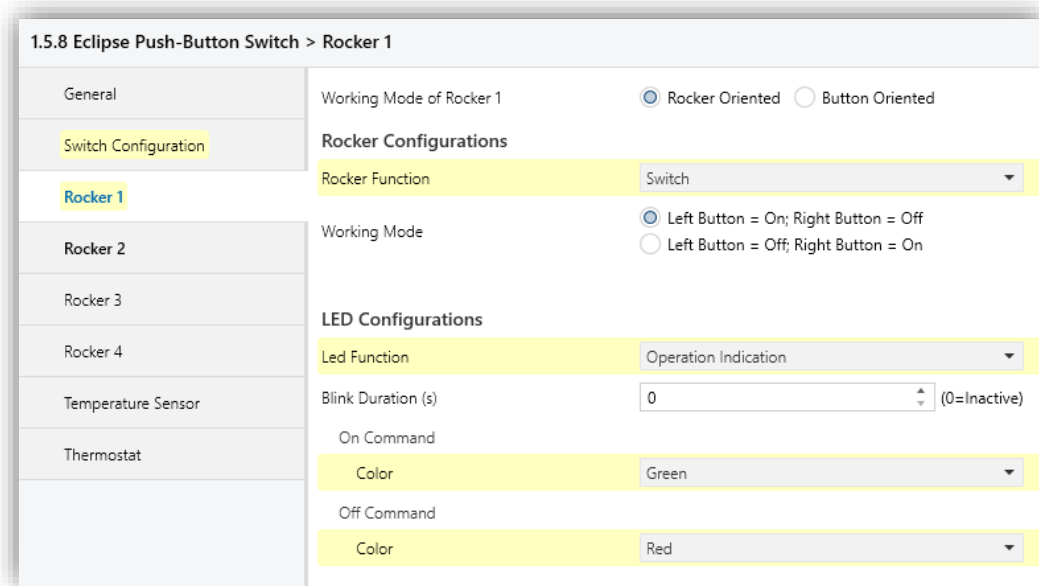 1.5.8 Eclipse Push-Button Switch > Rocker 1
General
Switch Configuration
Rocker 1
Rocker 2
Rocker 3
Rocker 4
Temperature Sensor
Thermostat
Working Mode of Rocker 1 Rocker Oriented Button Oriented
Rocker Configurations
Rocker Function Switch
Working Mode Left Button = On; Right Button = Off
Left Button = Off; Right Button = On
LED Configurations
Led Function Operation Indication
Blink Duration (s) 0 (0=Inactive)
On Command
Color Green
Off Command
Color Red